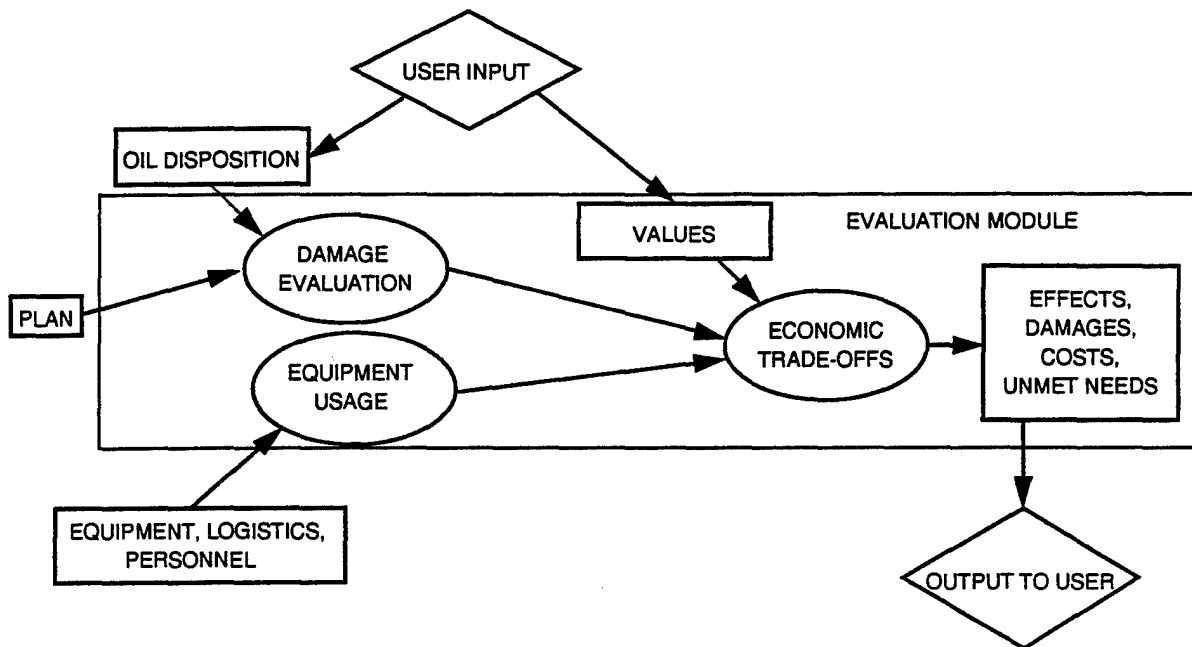 USER INPUT
OIL DISPOSITION
VALUES
EVALUATION MODULE
DAMAGE
EVALUATION
PLAN
EFFECTS,
DAMAGES,
COSTS,
UNMET NEEDS
ECONOMIC
TRADE-OFFS
EQUIPMENT
USAGE
EQUIPMENT, LOGISTICS,
PERSONNEL
OUTPUT TO USER